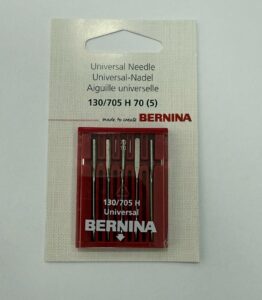 Universal Needle
Universal-Nadel
Aiguille universelle
130/705 H 70 (5)
made to create BERNINA
130/705 H
Universal
BERNINA